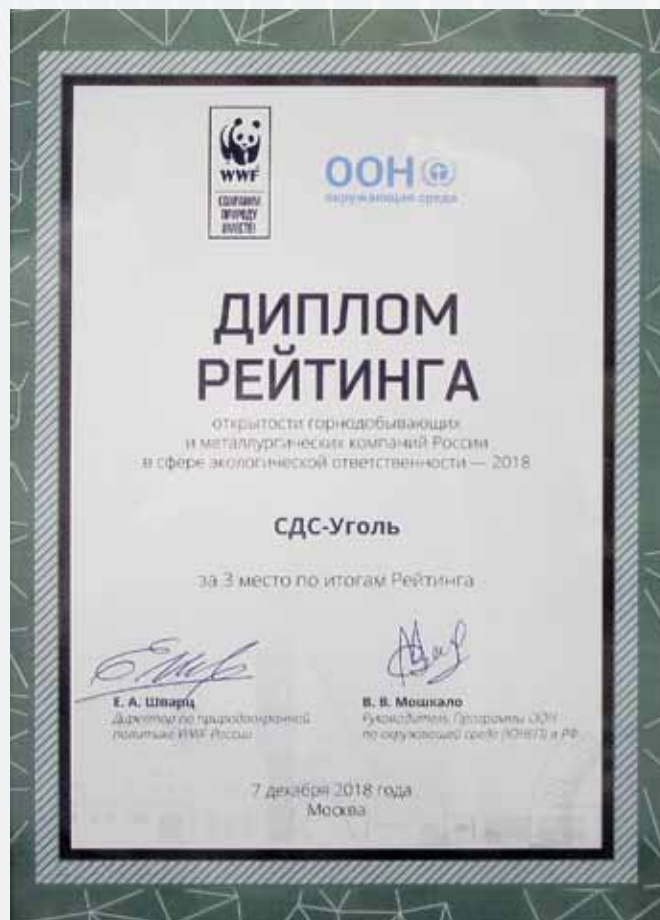 WWF
СОХРАНИМ
ПРИРОДУ
ВМЕСТЕ!
ООН
окружающая среда
ДИПЛОМ
РЕЙТИНГА
открытости горнодобывающих
и металлургических компаний России
в сфере экологической ответственности — 2018
СДС-Уголь
за 3 место по итогам Рейтинга
Е. А. Шварц
Директор по природоохранной
политике WWF России
В. В. Мошкало
Руководитель Программы ООН
по окружающей среде (ЮНЕП) в РФ
7 декабря 2018 года
Москва